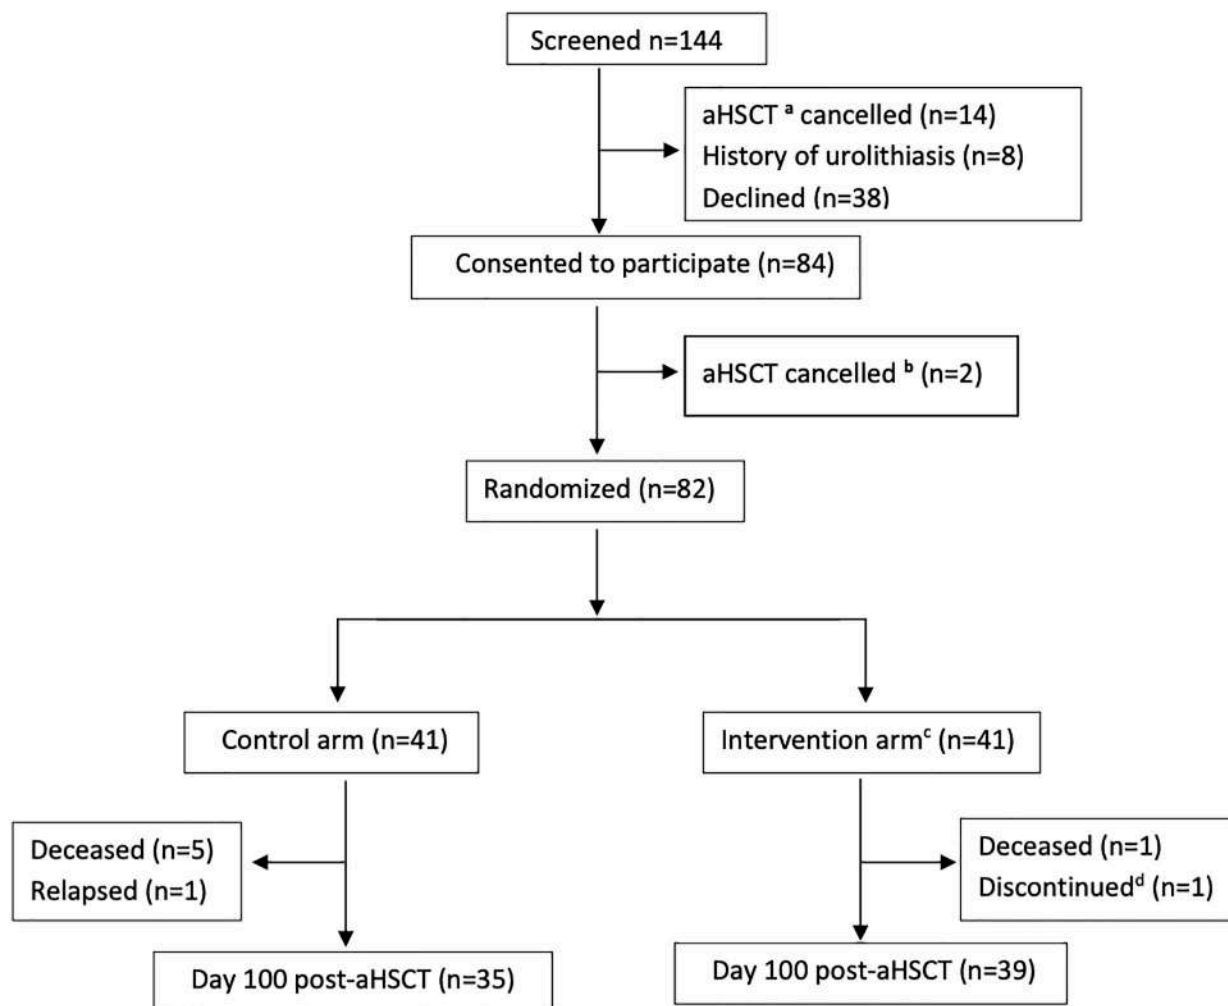 Screened n=144
aHSCT ᵃ cancelled (n=14)
History of urolithiasis (n=8)
Declined (n=38)
Consented to participate (n=84)
aHSCT cancelled ᵇ (n=2)
Randomized (n=82)
Control arm (n=41)
Intervention armᶜ (n=41)
Deceased (n=5)
Relapsed (n=1)
Deceased (n=1)
Discontinuedᵈ (n=1)
Day 100 post-aHSCT (n=35)
Day 100 post-aHSCT (n=39)